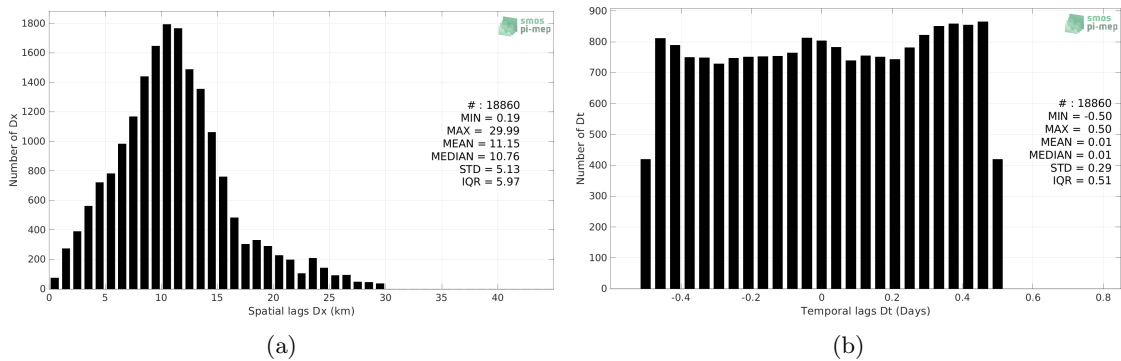 1800
1600
1400
1200
1000
800
600
400
200
0
Number of Dx
0 5 10 15 20 25 30 35 40
Spatial lags Dx (km)
smos
pi-mep
# : 18860
MIN = 0.19
MAX = 29.99
MEAN = 11.15
MEDIAN = 10.76
STD = 5.13
IQR = 5.97
(a)
900
800
700
600
500
400
300
200
100
0
Number of Dt
-0.4 -0.2 0 0.2 0.4 0.6 0.8
Temporal lags Dt (Days)
smos
pi-mep
# : 18860
MIN = -0.50
MAX = 0.50
MEAN = 0.01
MEDIAN = 0.01
STD = 0.29
IQR = 0.51
(b)